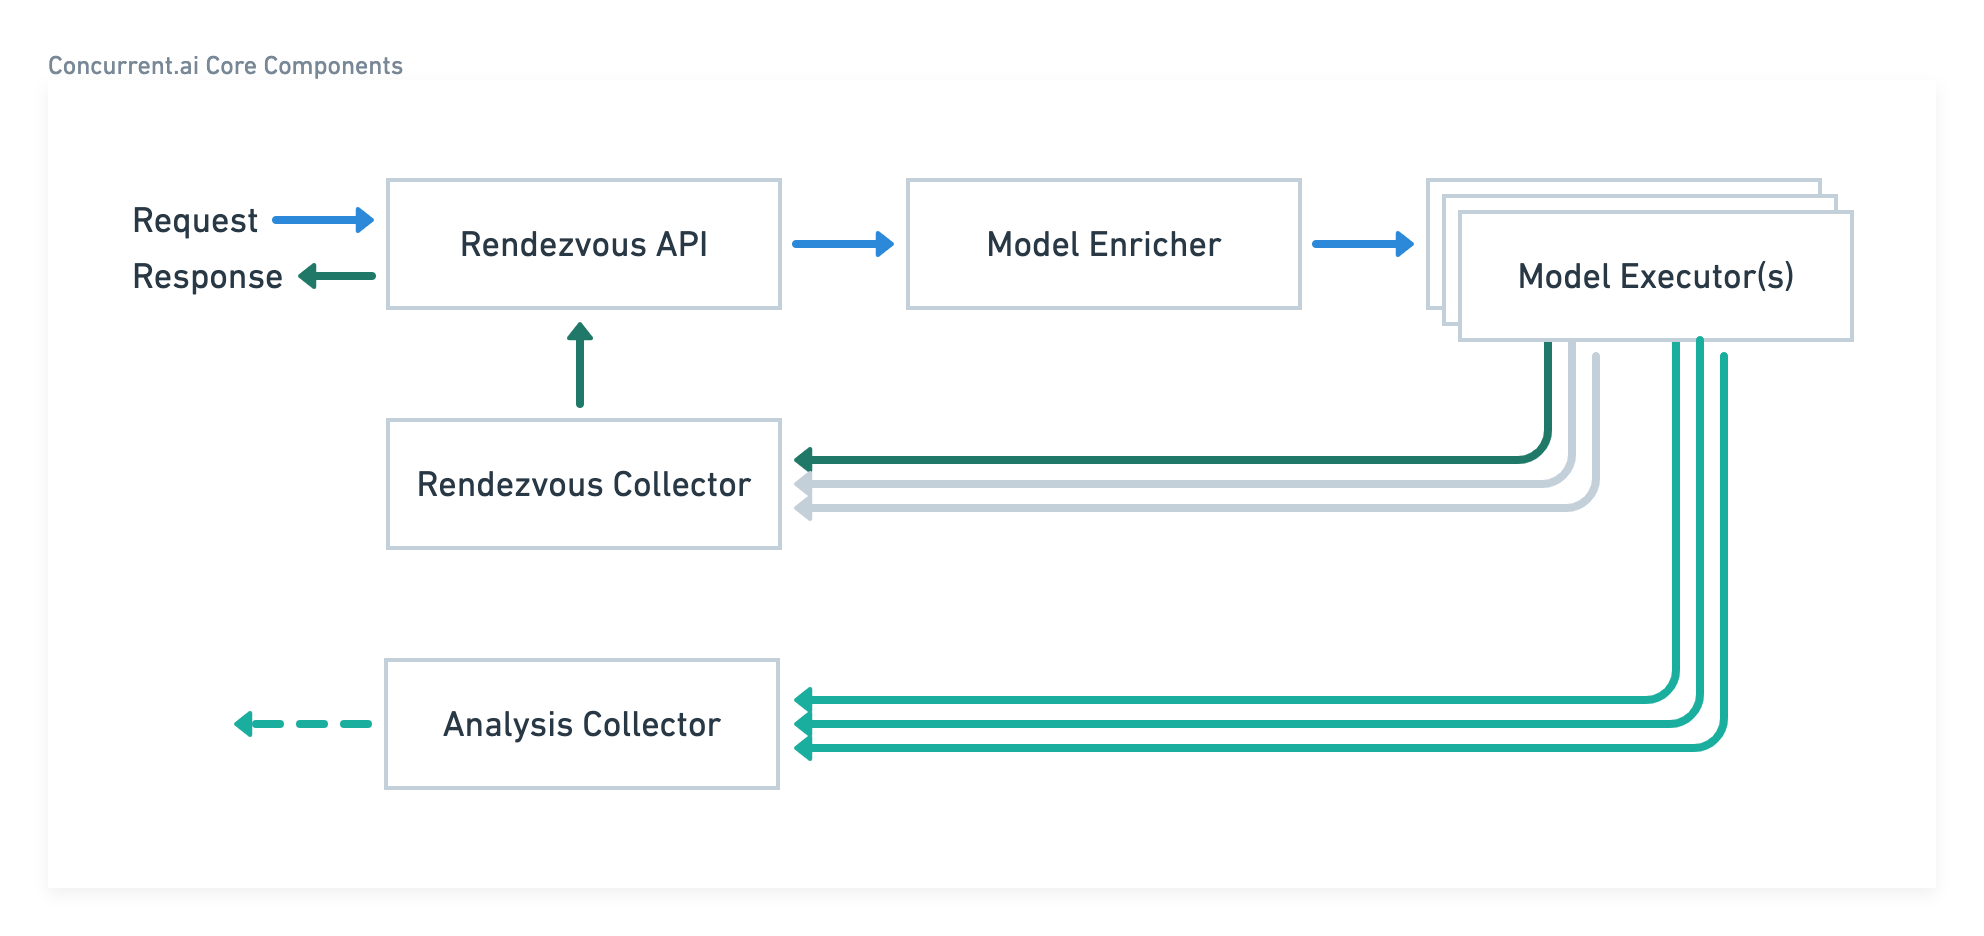 Concurrent.ai Core Components
Request
Response
Rendezvous API
Model Enricher
Model Executor(s)
Rendezvous Collector
Analysis Collector